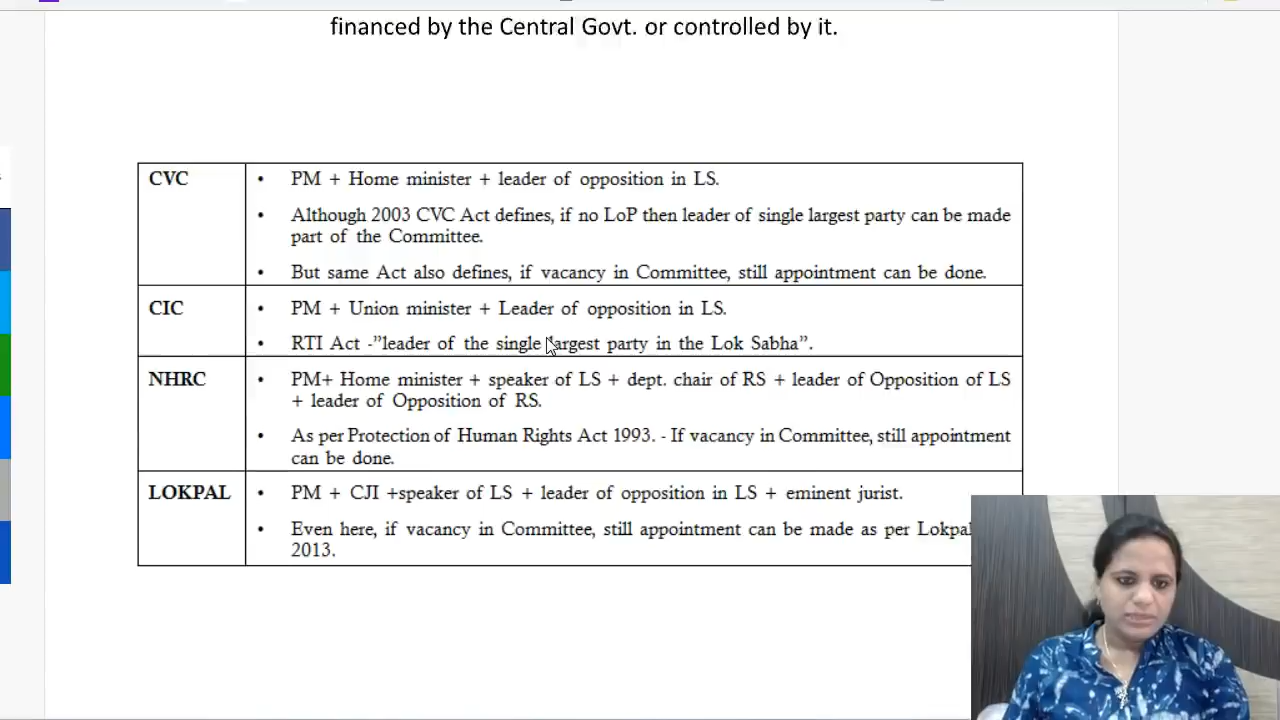 financed by the Central Govt. or controlled by it.
CVC
• PM + Home minister + leader of opposition in LS.
• Although 2003 CVC Act defines, if no LoP then leader of single largest party can be made
part of the Committee.
• But same Act also defines, if vacancy in Committee, still appointment can be done.
CIC
• PM + Union minister + Leader of opposition in LS.
• RTI Act -”leader of the single largest party in the Lok Sabha”.
NHRC
• PM+ Home minister + speaker of LS + dept. chair of RS + leader of Opposition of LS
+ leader of Opposition of RS.
• As per Protection of Human Rights Act 1993. - If vacancy in Committee, still appointment
can be done.
LOKPAL
• PM + CJI +speaker of LS + leader of opposition in LS + eminent jurist.
• Even here, if vacancy in Committee, still appointment can be made as per Lokpal
2013.